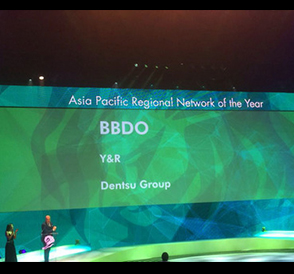 Asia Pacific Regional Network of the Year
BBDO
Y&R
Dentsu Group